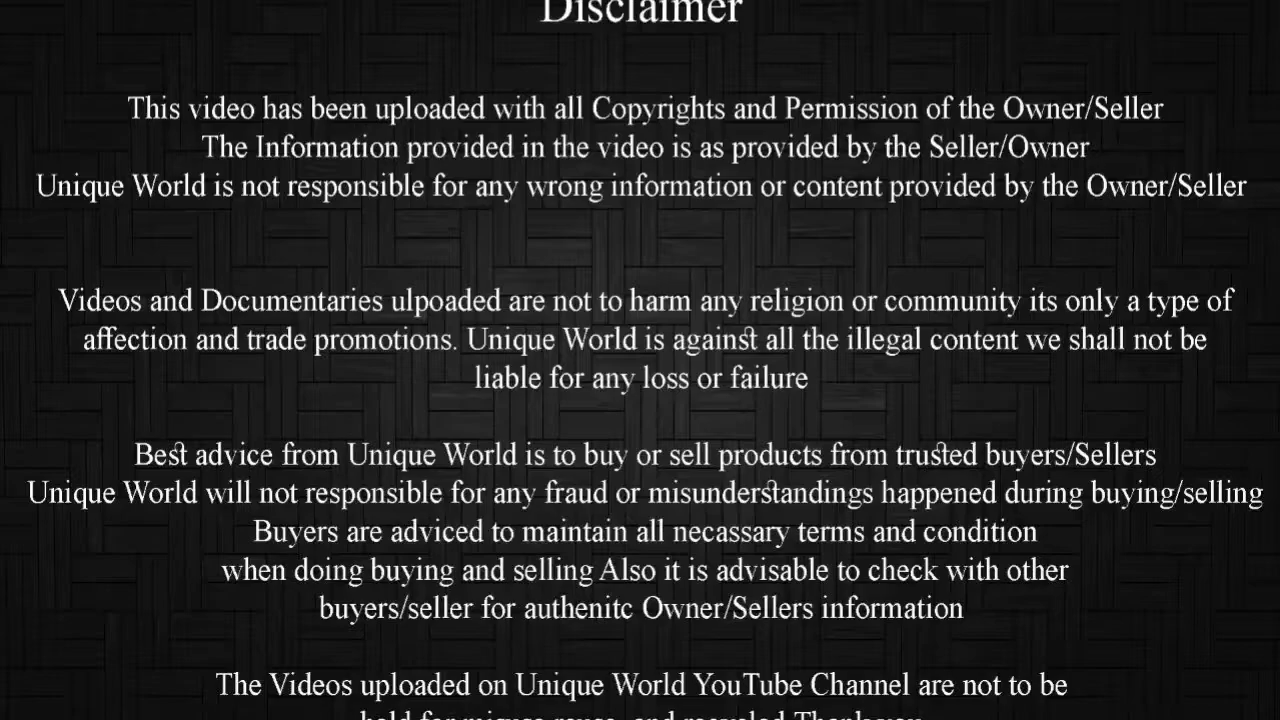 Disclaimer
This video has been uploaded with all Copyrights and Permission of the Owner/Seller
The Information provided in the video is as provided by the Seller/Owner
Unique World is not responsible for any wrong information or content provided by the Owner/Seller
Videos and Documentaries ulpoaded are not to harm any religion or community its only a type of
affection and trade promotions. Unique World is against all the illegal content we shall not be
liable for any loss or failure
Best advice from Unique World is to buy or sell products from trusted buyers/Sellers
Unique World will not responsible for any fraud or misunderstandings happened during buying/selling
Buyers are adviced to maintain all necassary terms and condition
when doing buying and selling Also it is advisable to check with other
buyers/seller for authenitc Owner/Sellers information
The Videos uploaded on Unique World YouTube Channel are not to be